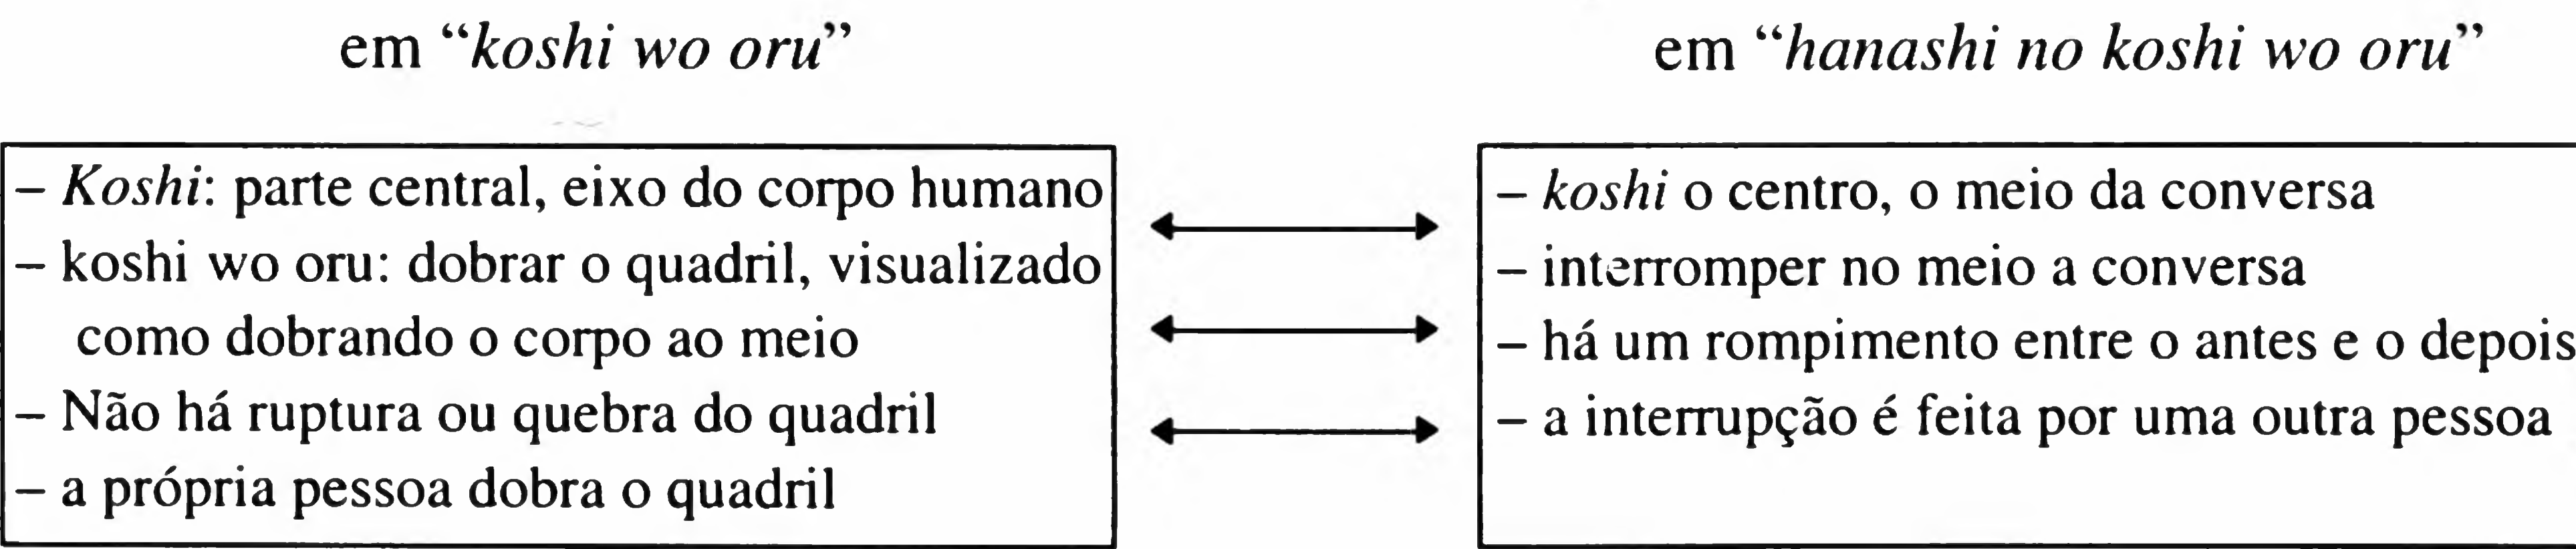 em “koshi wo oru”
– Koshi: parte central, eixo do corpo humano
– koshi wo oru: dobrar o quadril, visualizado
como dobrando o corpo ao meio
– Não há ruptura ou quebra do quadril
– a própria pessoa dobra o quadril
em “hanashi no koshi wo oru”
– koshi o centro, o meio da conversa
– interromper no meio a conversa
– há um rompimento entre o antes e o depois
– a interrupção é feita por uma outra pessoa